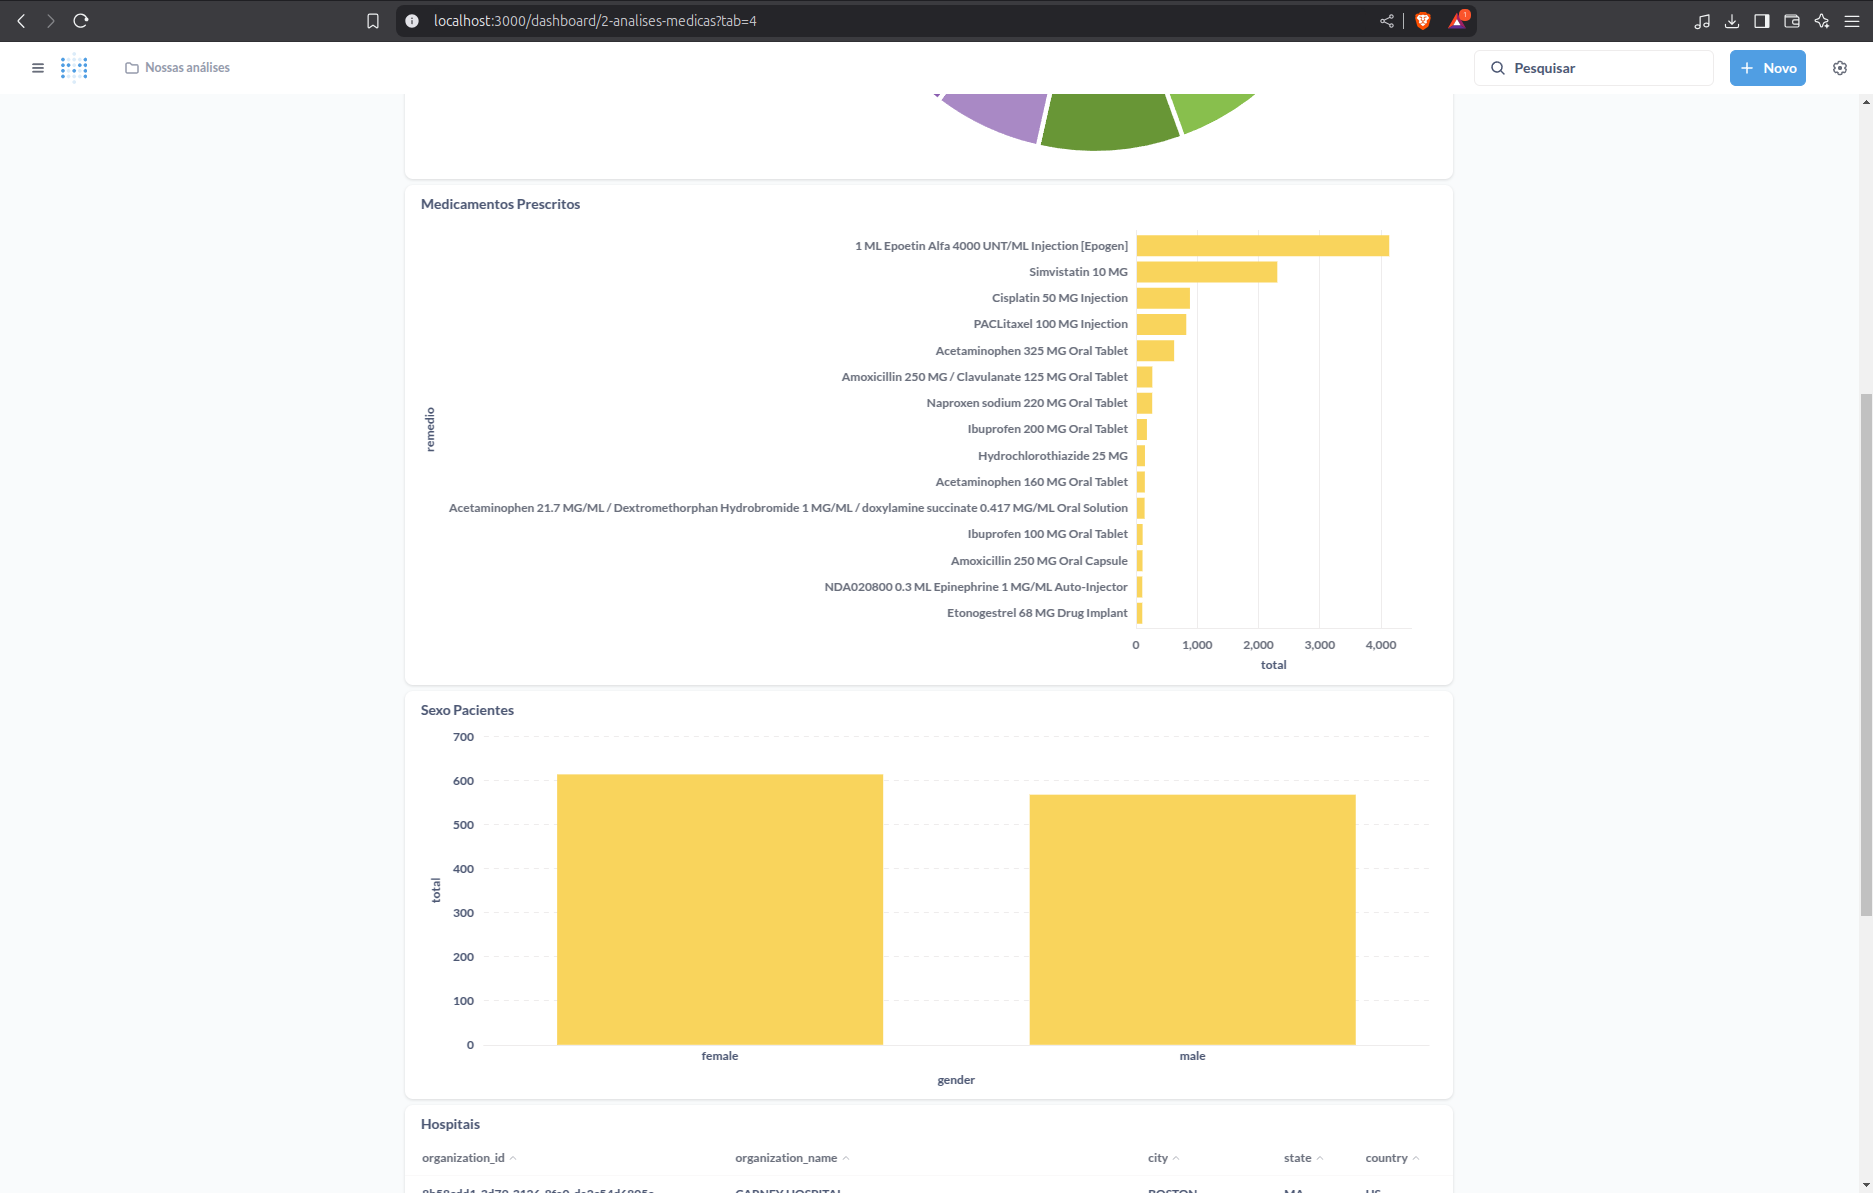 localhost:3000/dashboard/2-analises-medicas?tab=4
1
Nossas análises
Pesquisar
+ Novo
Medicamentos Prescritos
remedio
1 ML Epoetin Alfa 4000 UNT/ML Injection [Epogen]
Simvistatin 10 MG
Cisplatin 50 MG Injection
PACLitaxel 100 MG Injection
Acetaminophen 325 MG Oral Tablet
Amoxicillin 250 MG / Clavulanate 125 MG Oral Tablet
Naproxen sodium 220 MG Oral Tablet
Ibuprofen 200 MG Oral Tablet
Hydrochlorothiazide 25 MG
Acetaminophen 160 MG Oral Tablet
Acetaminophen 21.7 MG/ML / Dextromethorphan Hydrobromide 1 MG/ML / doxylamine succinate 0.417 MG/ML Oral Solution
Ibuprofen 100 MG Oral Tablet
Amoxicillin 250 MG Oral Capsule
NDA020800 0.3 ML Epinephrine 1 MG/ML Auto-Injector
Etonogestrel 68 MG Drug Implant
0 1,000 2,000 3,000 4,000
total
Sexo Pacientes
700
600
500
400
300
200
100
0
total
female male
gender
Hospitais
organization_id organization_name city state country
CARNEY HOSPITAL BOSTON MA US